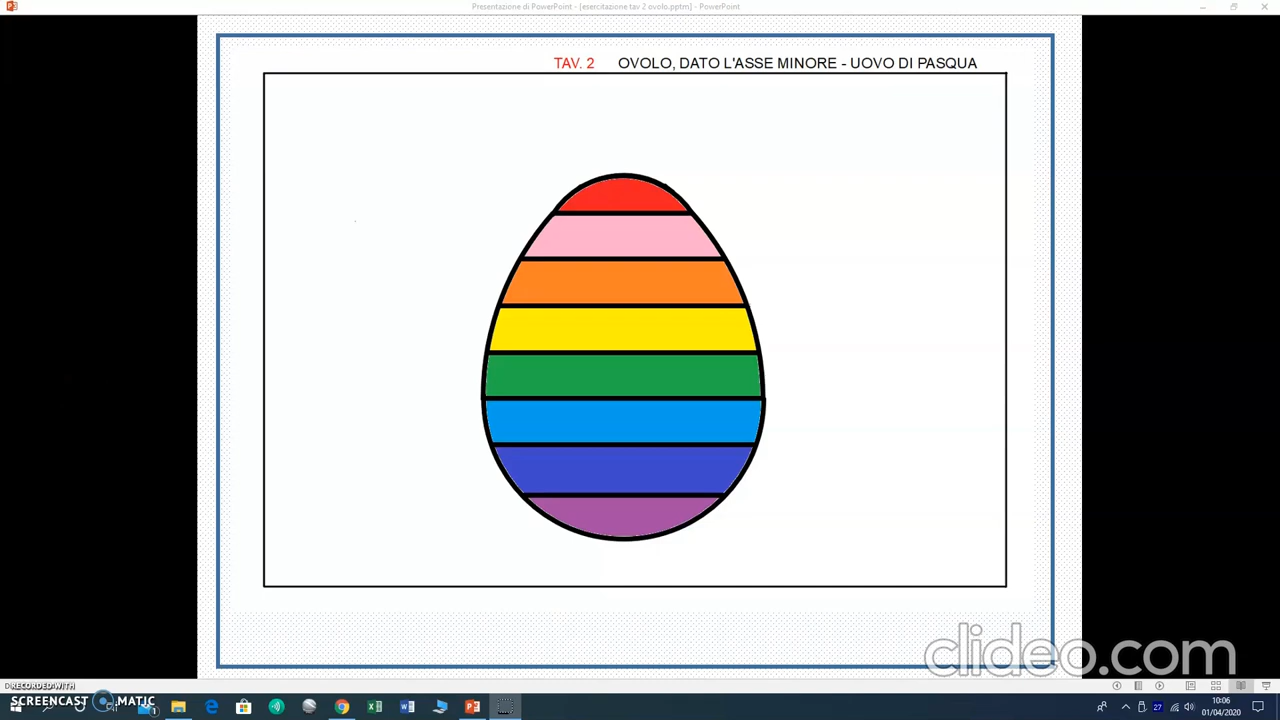 Presentazione di PowerPoint - [esercitazione tav 2 ovolo.pptm] - PowerPoint
TAV. 2 OVOLO, DATO L'ASSE MINORE - UOVO DI PASQUA
clideo.com
RECORDED WITH
SCREENCAST MATIC
27
10:06
01/04/2020